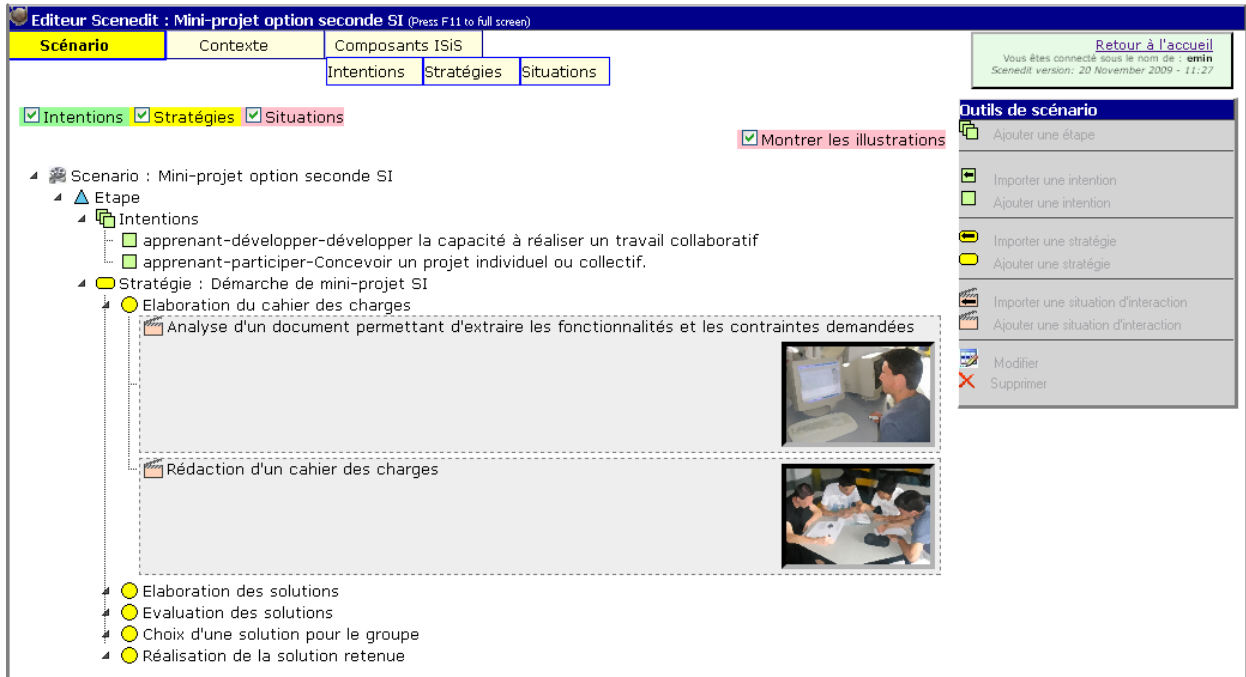 Editeur Scenedit : Mini-projet option seconde SI (Press F11 to full screen)
Scénario Contexte Composants ISiS
Intentions Stratégies Situations
Retour à l'accueil
Vous êtes connecté sous le nom de : emin
Scenedit version: 20 November 2009 - 11:27
Intentions Stratégies Situations
Montrer les illustrations
Scenario : Mini-projet option seconde SI
Etape
Intentions
apprenant-développer-développer la capacité à réaliser un travail collaboratif
apprenant-participer-Concevoir un projet individuel ou collectif.
Stratégie : Démarche de mini-projet SI
Elaboration du cahier des charges
Analyse d'un document permettant d'extraire les fonctionnalités et les contraintes demandées
Rédaction d'un cahier des charges
Elaboration des solutions
Evaluation des solutions
Choix d'une solution pour le groupe
Réalisation de la solution retenue
Outils de scénario
Ajouter une étape
Importer une intention
Ajouter une intention
Importer une stratégie
Ajouter une stratégie
Importer une situation d'interaction
Ajouter une situation d'interaction
Modifier
Supprimer